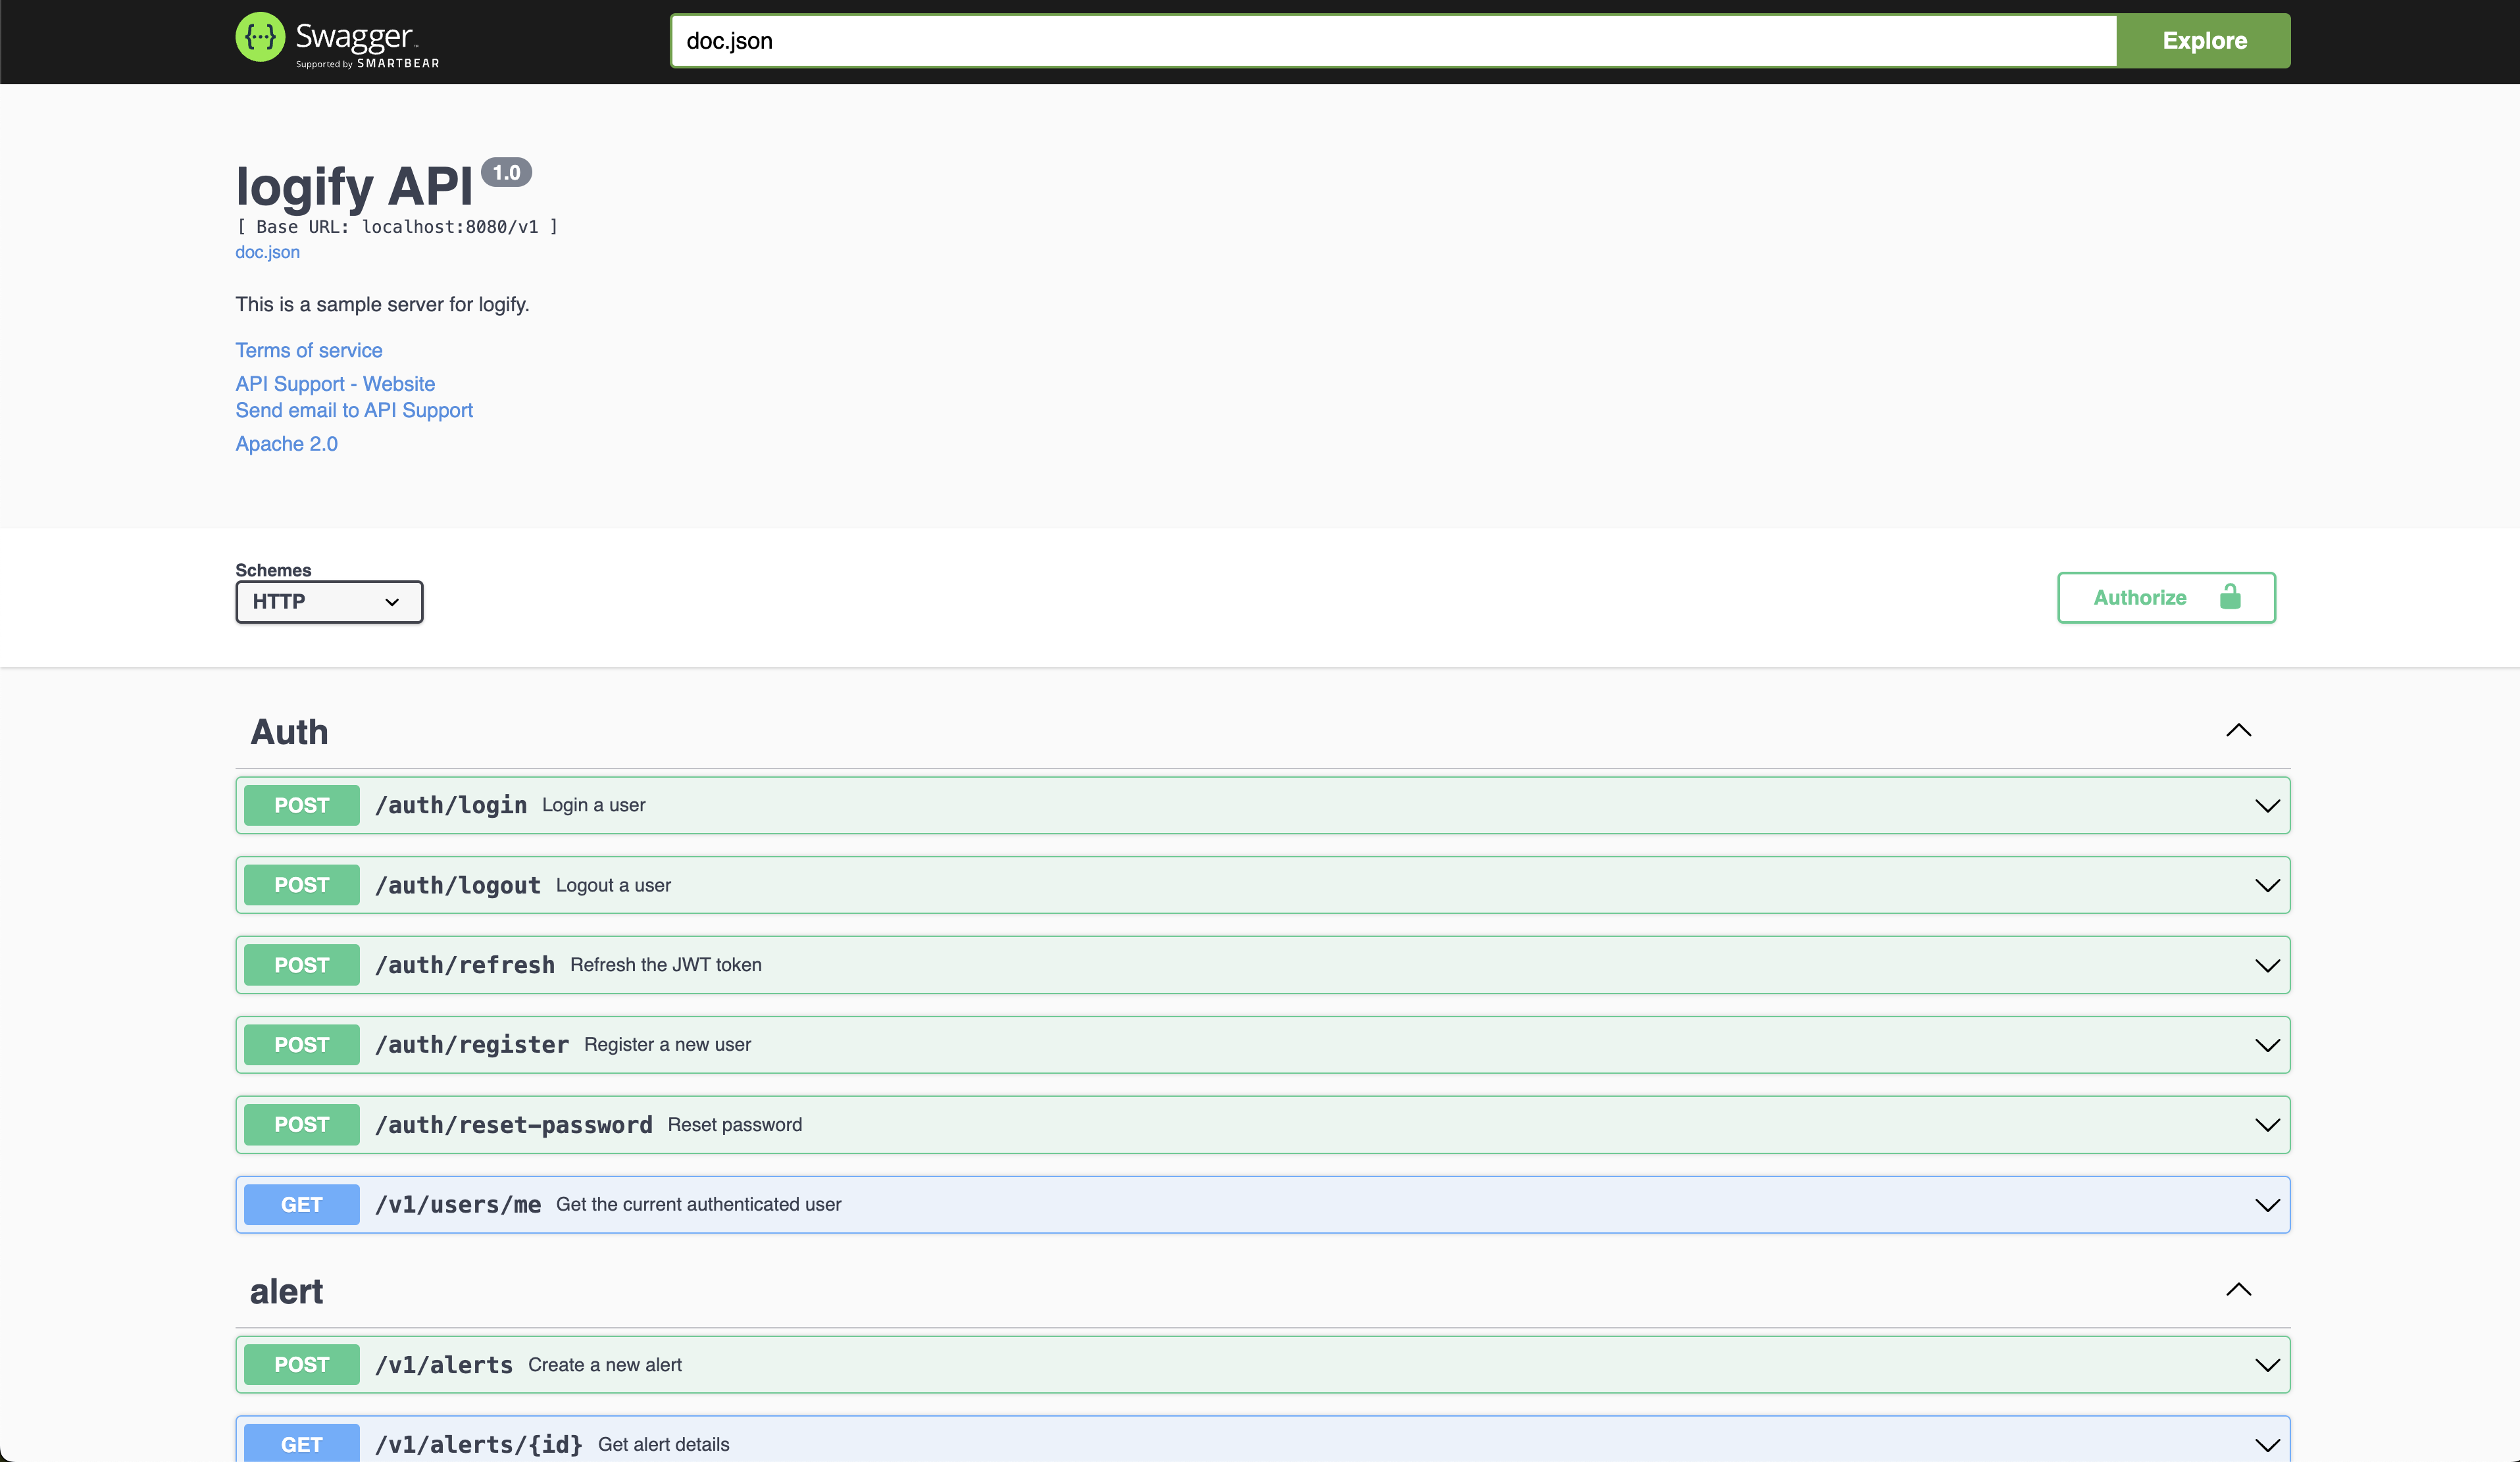 Swagger™
Supported by SMARTBEAR
doc.json
Explore
logify API 1.0
[ Base URL: localhost:8080/v1 ]
doc.json
This is a sample server for logify.
Terms of service
API Support - Website
Send email to API Support
Apache 2.0
Schemes
HTTP
Authorize
Auth
POST /auth/login Login a user
POST /auth/logout Logout a user
POST /auth/refresh Refresh the JWT token
POST /auth/register Register a new user
POST /auth/reset-password Reset password
GET /v1/users/me Get the current authenticated user
alert
POST /v1/alerts Create a new alert
GET /v1/alerts/{id} Get alert details